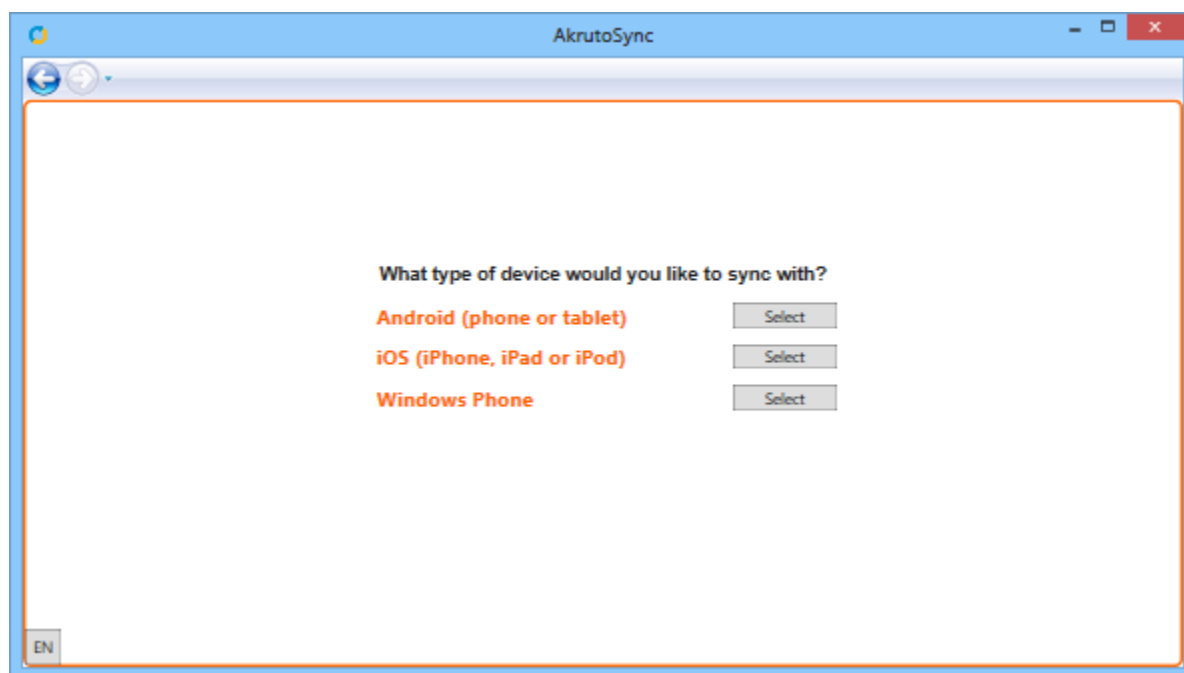 AkrutoSync
What type of device would you like to sync with?
Android (phone or tablet) Select
iOS (iPhone, iPad or iPod) Select
Windows Phone Select
EN